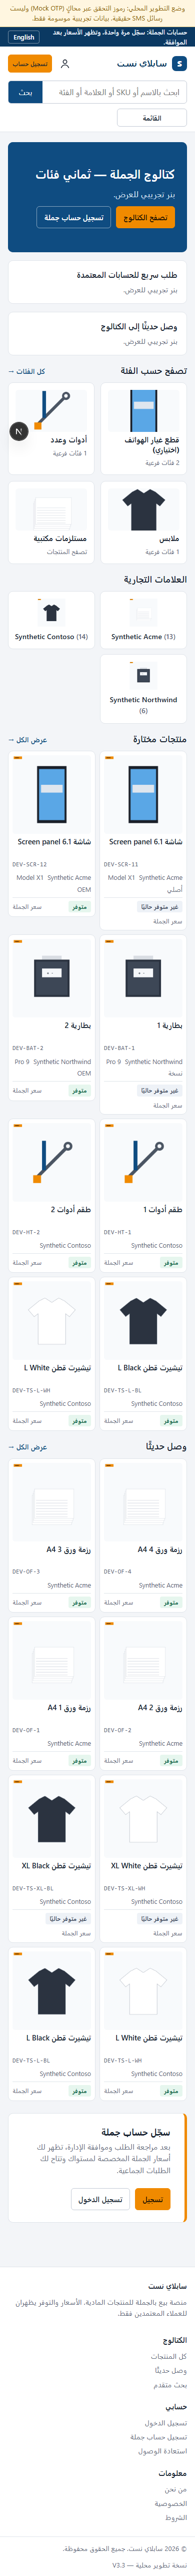 وضع التطوير المحلي: رموز التحقق عبر محاكٍ (Mock OTP) وليست
رسائل SMS حقيقية. بيانات تجريبية موسومة فقط.
حسابات الجملة: سجّل مرة واحدة، وتظهر الأسعار بعد
الموافقة.
English
S
سابلاي نست
تسجيل حساب
ابحث بالاسم أو SKU أو العلامة أو الفئة
بحث
القائمة
كتالوج الجملة — ثماني فئات
بنر تجريبي للعرض.
تصفح الكتالوج
تسجيل حساب جملة
طلب سريع للحسابات المعتمدة
بنر تجريبي للعرض.
وصل حديثًا إلى الكتالوج
بنر تجريبي للعرض.
تصفح حسب الفئة
كل الفئات →
قطع غيار الهواتف
(اختياري)
2 فئات فرعية
أدوات وعدد
1 فئات فرعية
N
ملابس
1 فئات فرعية
مستلزمات مكتبية
تصفح المنتجات
العلامات التجارية
Synthetic Acme (13)
Synthetic Contoso (14)
Synthetic Northwind
(6)
منتجات مختارة
عرض الكل →
شاشة 6.1 Screen panel
DEV-SCR-11
Model X1 Synthetic Acme
أصلي
غير متوفر حاليًا
سعر الجملة
شاشة 6.1 Screen panel
DEV-SCR-12
Model X1 Synthetic Acme
OEM
متوفر
سعر الجملة
بطارية 1
DEV-BAT-1
Pro 9 Synthetic Northwind
نسخة
غير متوفر حاليًا
سعر الجملة
بطارية 2
DEV-BAT-2
Pro 9 Synthetic Northwind
OEM
متوفر
سعر الجملة
طقم أدوات 1
DEV-HT-1
Synthetic Contoso
متوفر
سعر الجملة
طقم أدوات 2
DEV-HT-2
Synthetic Contoso
متوفر
سعر الجملة
تيشيرت قطن L Black
DEV-TS-L-BL
Synthetic Contoso
متوفر
سعر الجملة
تيشيرت قطن L White
DEV-TS-L-WH
Synthetic Contoso
متوفر
سعر الجملة
وصل حديثًا
عرض الكل →
رزمة ورق A4 4
DEV-OF-4
Synthetic Acme
متوفر
سعر الجملة
رزمة ورق A4 3
DEV-OF-3
Synthetic Acme
متوفر
سعر الجملة
رزمة ورق A4 2
DEV-OF-2
Synthetic Acme
متوفر
سعر الجملة
رزمة ورق A4 1
DEV-OF-1
Synthetic Acme
متوفر
سعر الجملة
تيشيرت قطن XL White
DEV-TS-XL-WH
Synthetic Contoso
غير متوفر حاليًا
سعر الجملة
تيشيرت قطن XL Black
DEV-TS-XL-BL
Synthetic Contoso
غير متوفر حاليًا
سعر الجملة
تيشيرت قطن L White
DEV-TS-L-WH
Synthetic Contoso
متوفر
سعر الجملة
تيشيرت قطن L Black
DEV-TS-L-BL
Synthetic Contoso
متوفر
سعر الجملة
سجّل حساب جملة
بعد مراجعة الطلب وموافقة الإدارة، تظهر لك
أسعار الجملة المخصصة لمستواك وتتاح لك
الطلبات الجماعية.
تسجيل
تسجيل الدخول
سابلاي نست
منصة بيع بالجملة للمنتجات المادية. الأسعار والتوفر يظهران
للعملاء المعتمدين فقط.
الكتالوج
كل المنتجات
وصل حديثًا
بحث متقدم
حسابي
تسجيل الدخول
تسجيل حساب جملة
استعادة الوصول
معلومات
من نحن
الخصوصية
الشروط
© 2026 سابلاي نست. جميع الحقوق محفوظة.
نسخة تطوير محلية — V3.3